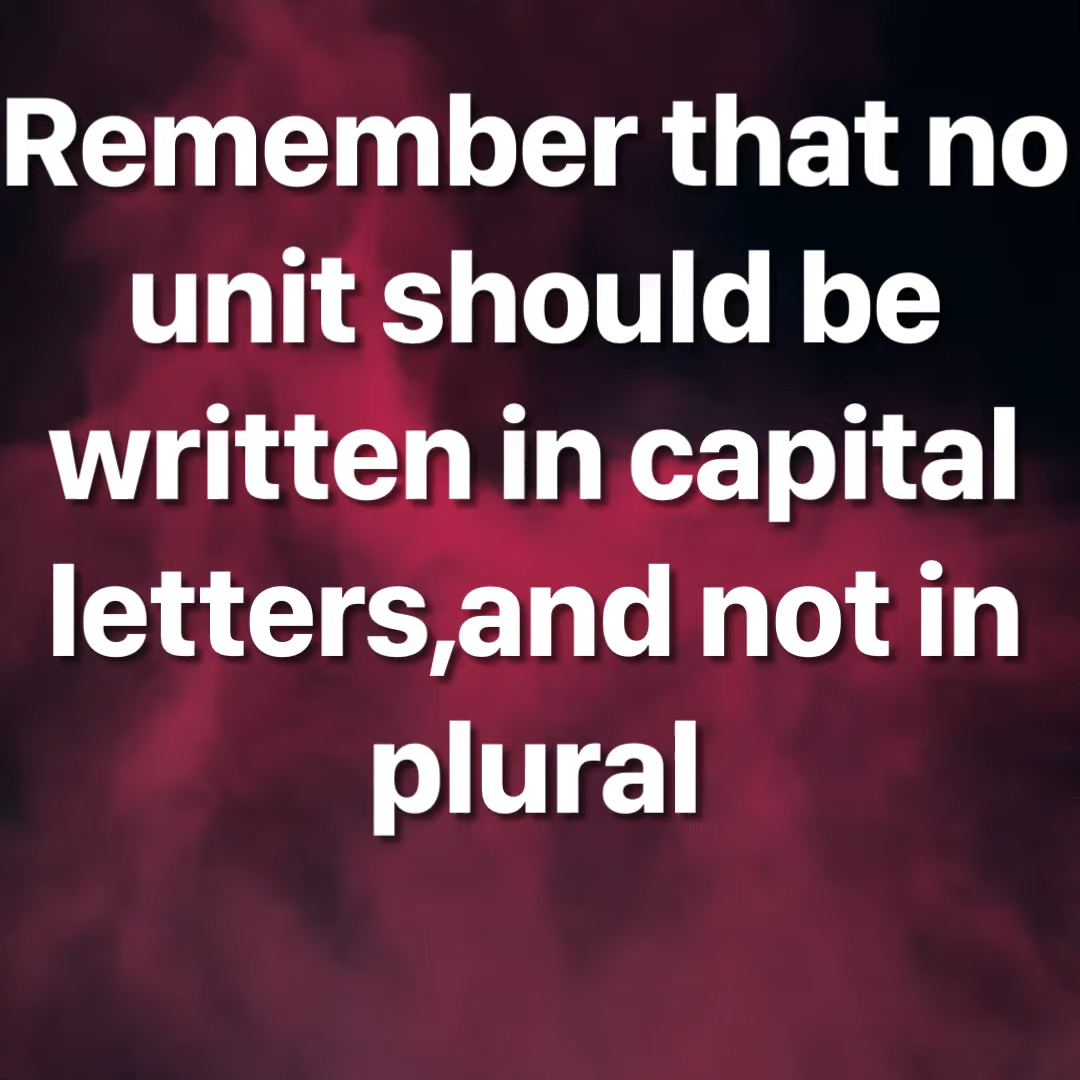 Remember that no
unit should be
written in capital
letters,and not in
plural